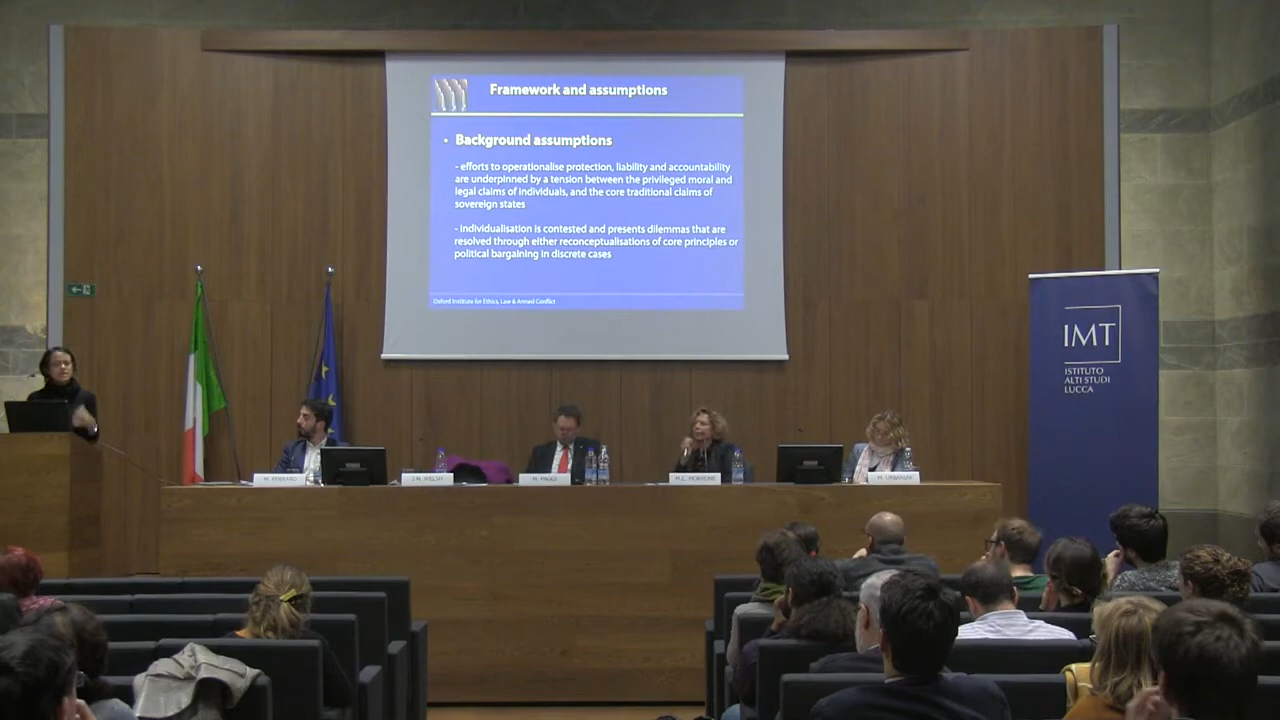 Framework and assumptions
• Background assumptions
- efforts to operationalise protection, liability and accountability
are underpinned by a tension between the privileged moral and
legal claims of individuals, and the core traditional claims of
sovereign states
- individualisation is contested and presents dilemmas that are
resolved through either reconceptualisations of core principles or
political bargaining in discrete cases
Oxford Institute for Ethics, Law & Armed Conflict
IMT
ISTITUTO
ALTI STUDI
LUCCA
M. FERRARO
J.M. WELSH
M. PAGGI
M. URBANIAK